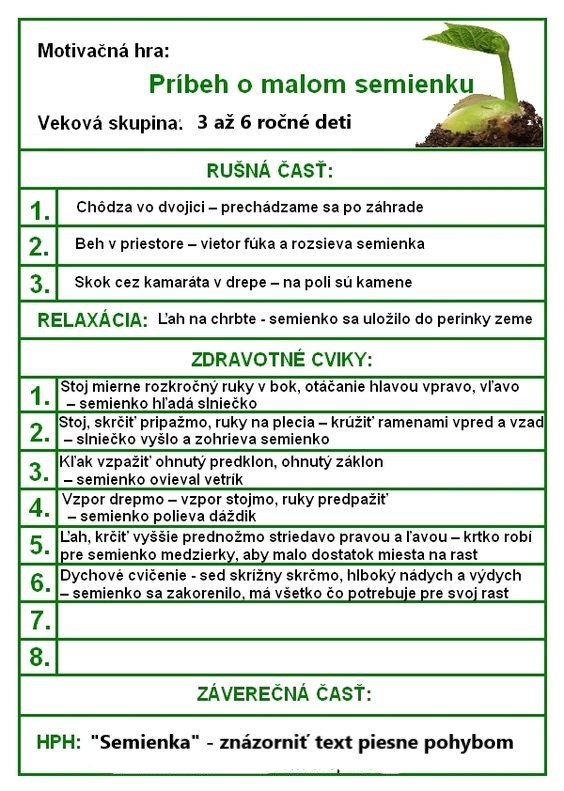 Motivačná hra:
Príbeh o malom semienku
Veková skupina: 3 až 6 ročné deti
RUŠNÁ ČASŤ:
1. Chôdza vo dvojici – prechádzame sa po záhrade
2. Beh v priestore – vietor fúka a rozsieva semienka
3. Skok cez kamaráta v drepe – na poli sú kamene
RELAXÁCIA: Ľah na chrbte - semienko sa uložilo do perinky zeme
ZDRAVOTNÉ CVIKY:
1. Stoj mierne rozkročný ruky v bok, otáčanie hlavou vpravo, vľavo
– semienko hľadá slniečko
2. Stoj, skrčiť pripažmo, ruky na plecia – krúžiť ramenami vpred a vzad
– slniečko vyšlo a zohrieva semienko
3. Kľak vzpažiť ohnutý predklon, ohnutý záklon
– semienko ovieval vetrík
4. Vzpor drepmo – vzpor stojmo, ruky predpažiť
– semienko polieva dáždik
5. Ľah, krčiť vyššie prednožmo striedavo pravou a ľavou – krtko robí
pre semienko medzierky, aby malo dostatok miesta na rast
6. Dychové cvičenie - sed skrížny skrčmo, hlboký nádych a výdych
– semienko sa zakorenilo, má všetko čo potrebuje pre svoj rast
7.
8.
ZÁVEREČNÁ ČASŤ:
HPH: "Semienka" - znázorniť text piesne pohybom